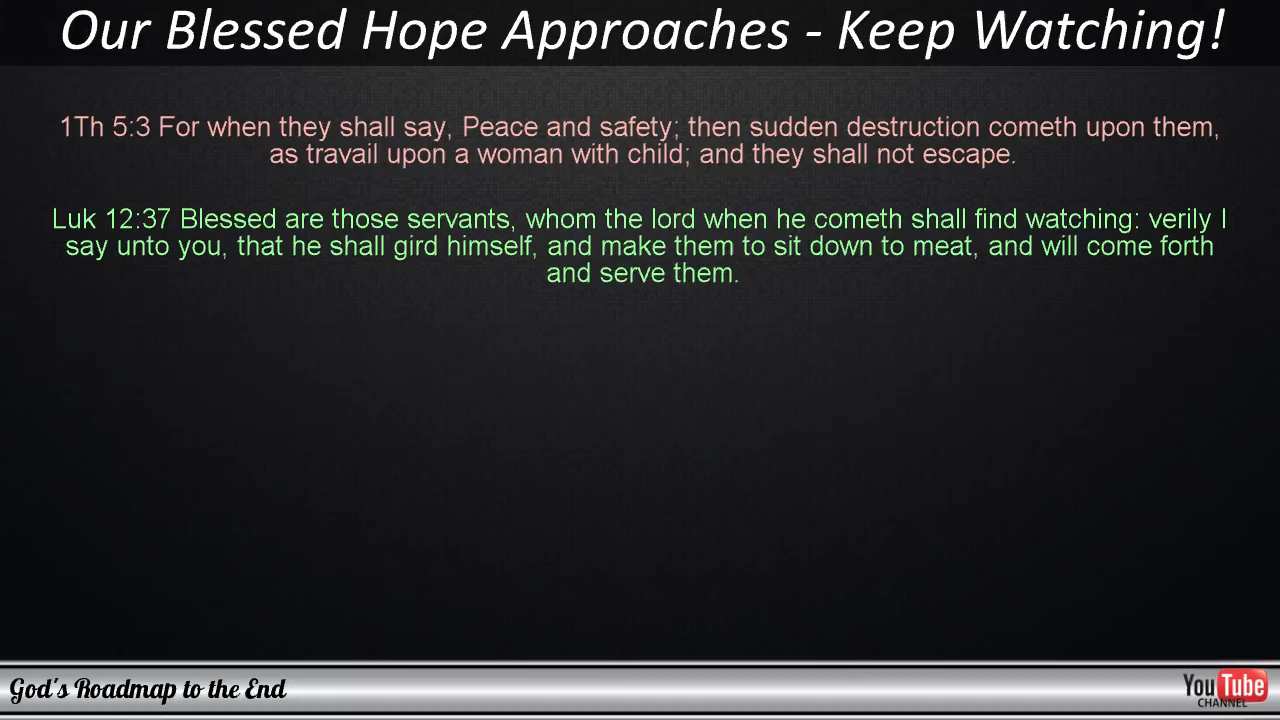 Our Blessed Hope Approaches - Keep Watching!
1Th 5:3 For when they shall say, Peace and safety; then sudden destruction cometh upon them,
as travail upon a woman with child; and they shall not escape.
Luk 12:37 Blessed are those servants, whom the lord when he cometh shall find watching: verily I
say unto you, that he shall gird himself, and make them to sit down to meat, and will come forth
and serve them.
God's Roadmap to the End
YouTube
CHANNEL